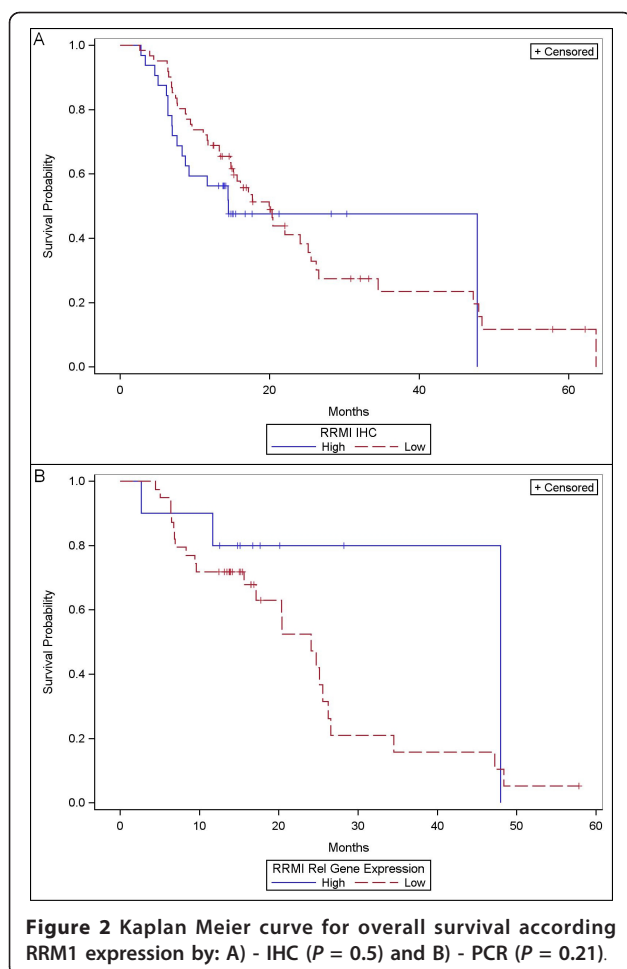 A
+ Censored
1.0
0.8
0.6
0.4
0.2
0.0
Survival Probability
0 20 40 60
Months
RRMI IHC
High Low
B
+ Censored
1.0
0.8
0.6
0.4
0.2
0.0
Survival Probability
0 10 20 30 40 50 60
Months
RRMI Rel Gene Expression
High Low
Figure 2 Kaplan Meier curve for overall survival according
RRM1 expression by: A) - IHC (P = 0.5) and B) - PCR (P = 0.21).